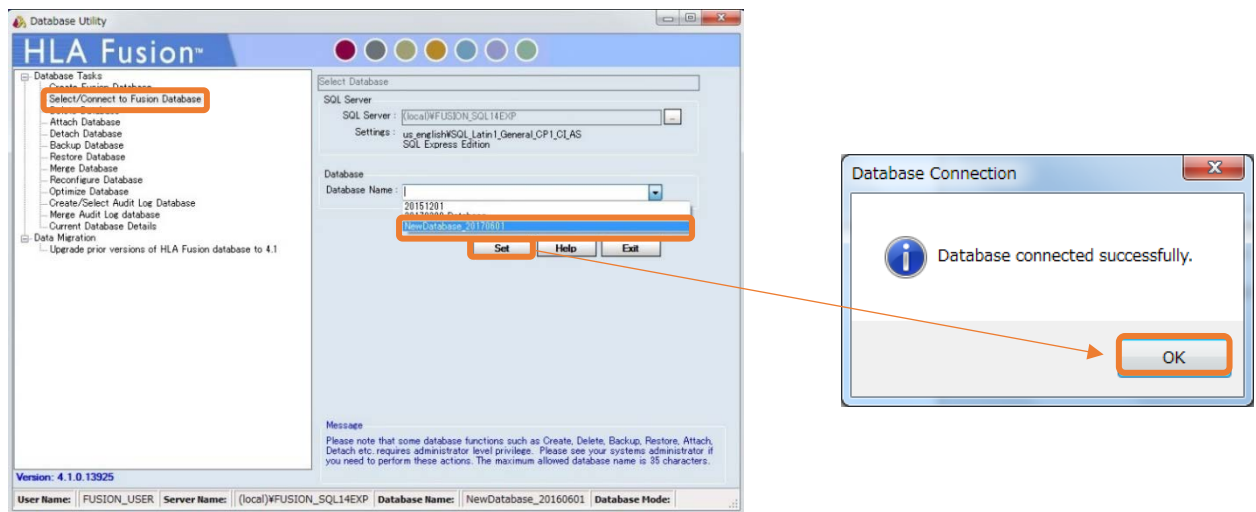 Database Utility
HLA Fusion™
Database Tasks
Create Fusion Database
Select/Connect to Fusion Database
Delete Database
Attach Database
Detach Database
Backup Database
Restore Database
Merge Database
Reconfigure Database
Optimize Database
Create/Select Audit Log Database
Merge Audit Log database
Current Database Details
Data Migration
Upgrade prior versions of HLA Fusion database to 4.1
Version: 4.1.0.13925
Select Database
SQL Server
SQL Server : (local)¥FUSION_SQL14EXP
...
Settings : us_english¥SQL_Latin1_General_CP1_CI_AS
SQL Express Edition
Database
Database Name :
20151201
Database
NewDatabase_20170601
Set Help Exit
Message
Please note that some database functions such as Create, Delete, Backup, Restore, Attach,
Detach etc. requires administrator level privilege. Please see your systems administrator if
you need to perform these actions. The maximum allowed database name is 35 characters.
User Name: FUSION_USER Server Name: (local)¥FUSION_SQL14EXP Database Name: NewDatabase_20160601 Database Mode:
Database Connection
Database connected successfully.
OK